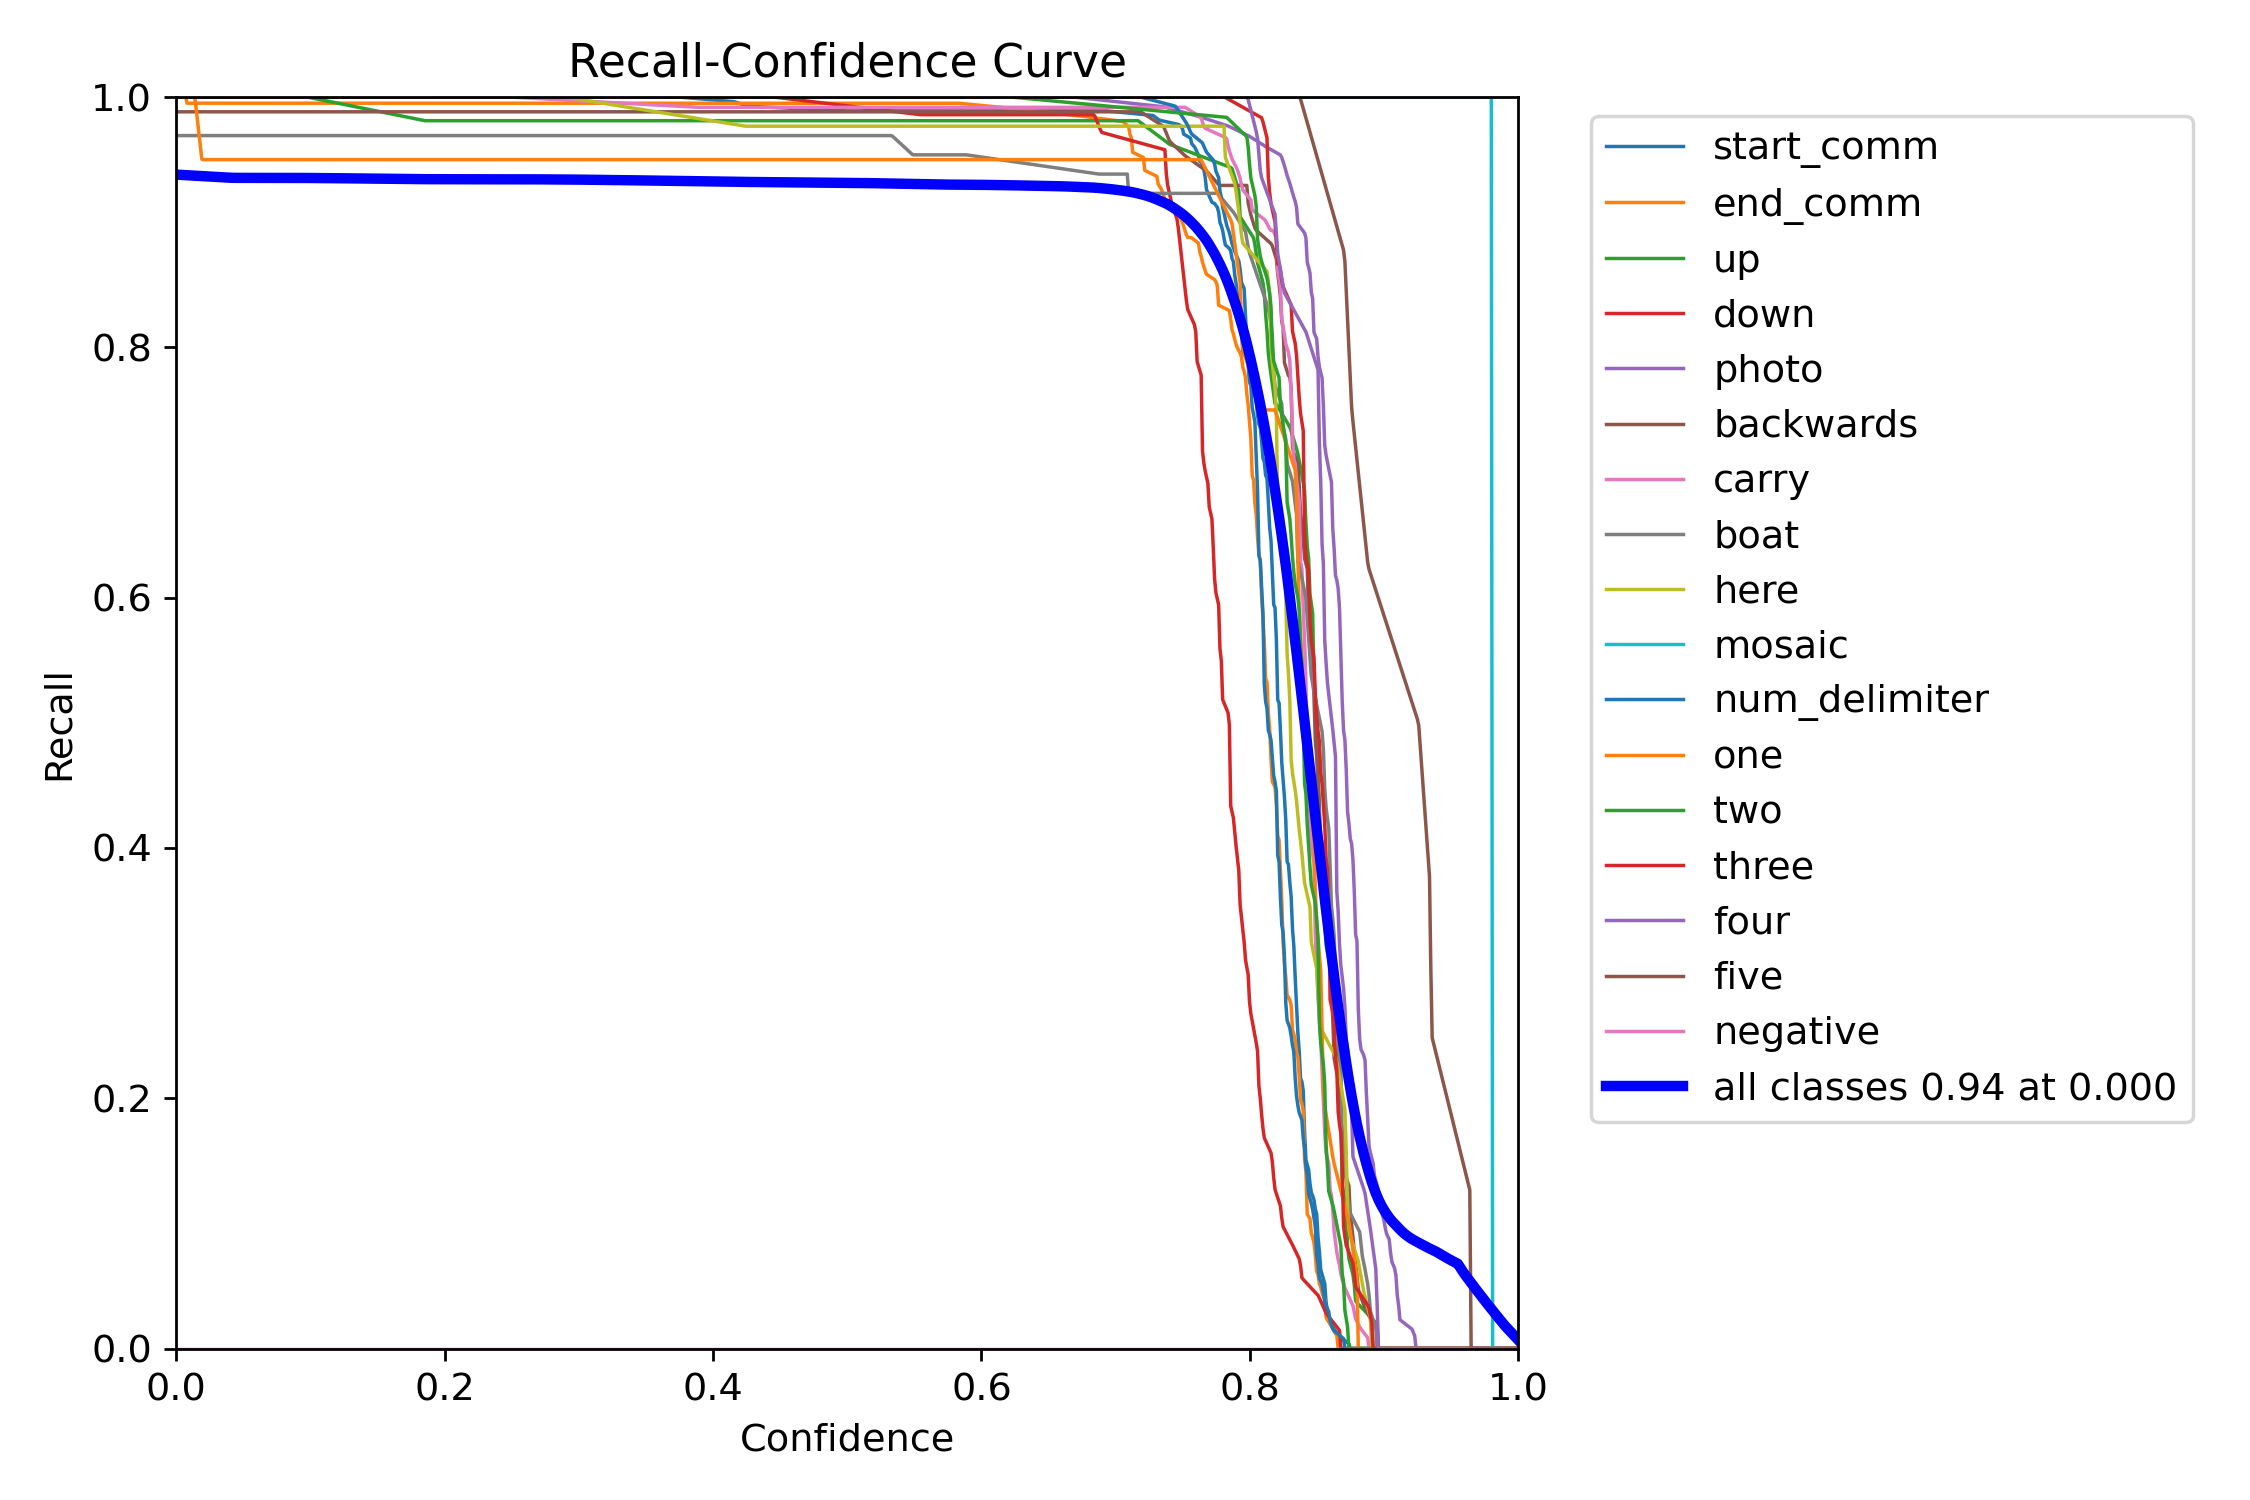 Recall-Confidence Curve
1.0
0.8
0.6
0.4
0.2
0.0
Recall
0.0 0.2 0.4 0.6 0.8 1.0
Confidence
start_comm
end_comm
up
down
photo
backwards
carry
boat
here
mosaic
num_delimiter
one
two
three
four
five
negative
all classes 0.94 at 0.000